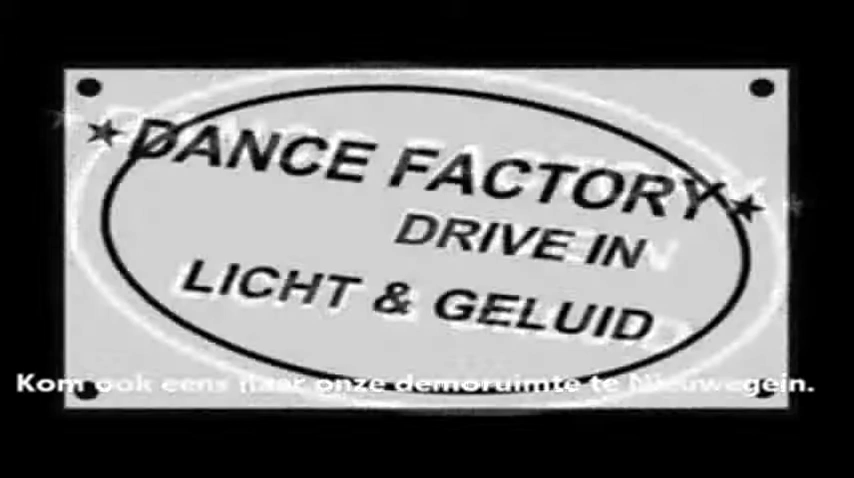 ★DANCE FACTORY★
DRIVE IN
LICHT & GELUID
Kom ook eens naar onze demoruimte te Nieuwegein.